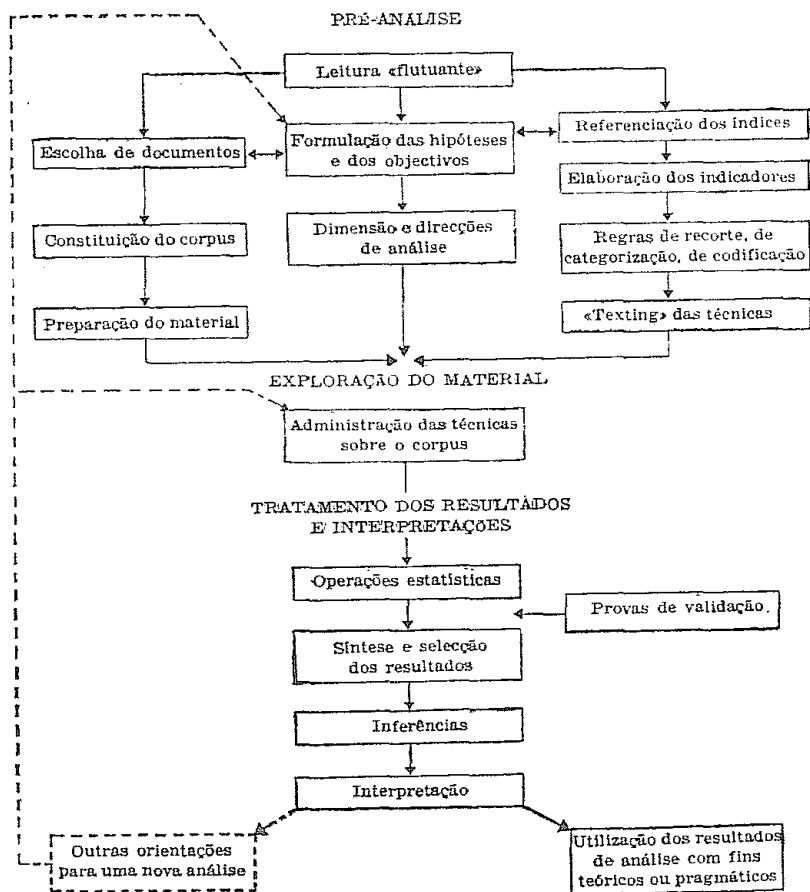 PRÉ-ANÁLISE
Leitura «flutuante»
Escolha de documentos
Formulação das hipóteses
e dos objectivos
Referenciação dos índices
Elaboração dos indicadores
Constituição do corpus
Dimensão e direcções
de análise
Regras de recorte, de
categorização, de codificação
Preparação do material
«Texting» das técnicas
EXPLORAÇÃO DO MATERIAL
Administração das técnicas
sobre o corpus
TRATAMENTO DOS RESULTADOS
E INTERPRETAÇÕES
Operações estatísticas
Provas de validação.
Síntese e selecção
dos resultados
Inferências
Interpretação
Outras orientações
para uma nova análise
Utilização dos resultados
de análise com fins
teóricos ou pragmáticos